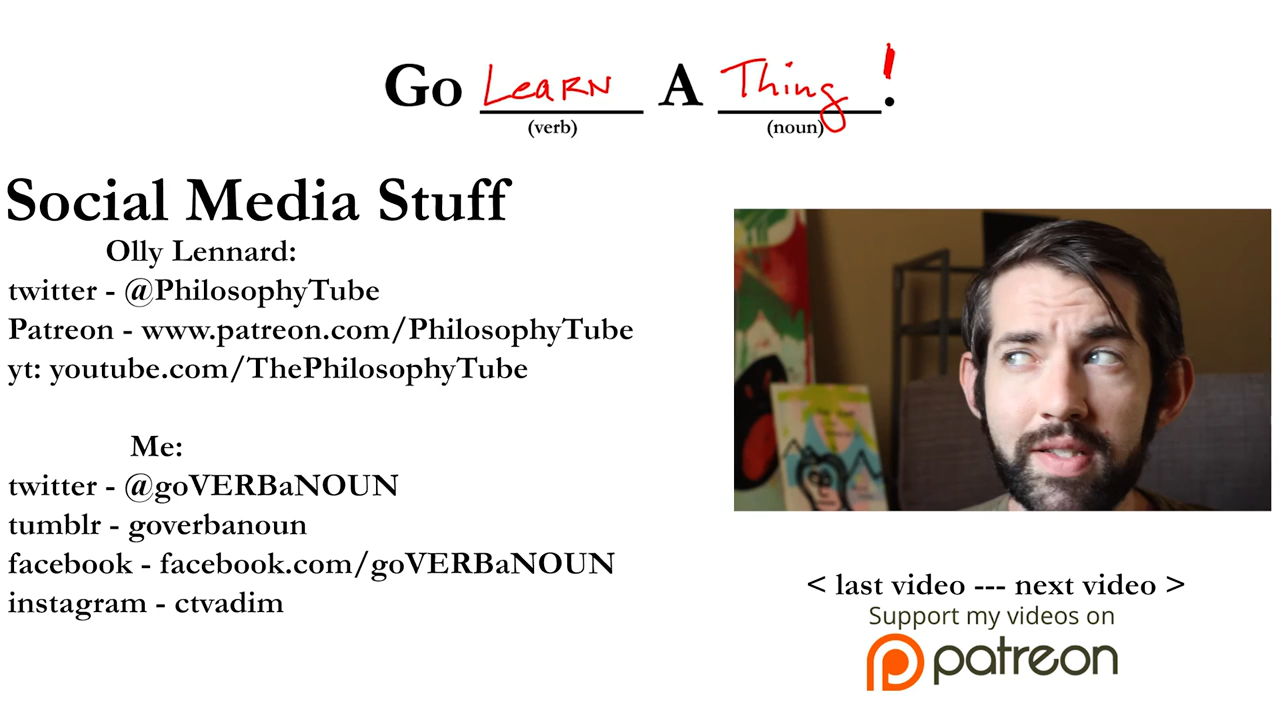 Go LeaRN A Thing!.
(verb) (noun)
Social Media Stuff
Olly Lennard:
twitter - @PhilosophyTube
Patreon - www.patreon.com/PhilosophyTube
yt: youtube.com/ThePhilosophyTube
Me:
twitter - @goVERBaNOUN
tumblr - goverbanoun
facebook - facebook.com/goVERBaNOUN
instagram - ctvadim
< last video --- next video >
Support my videos on
patreon